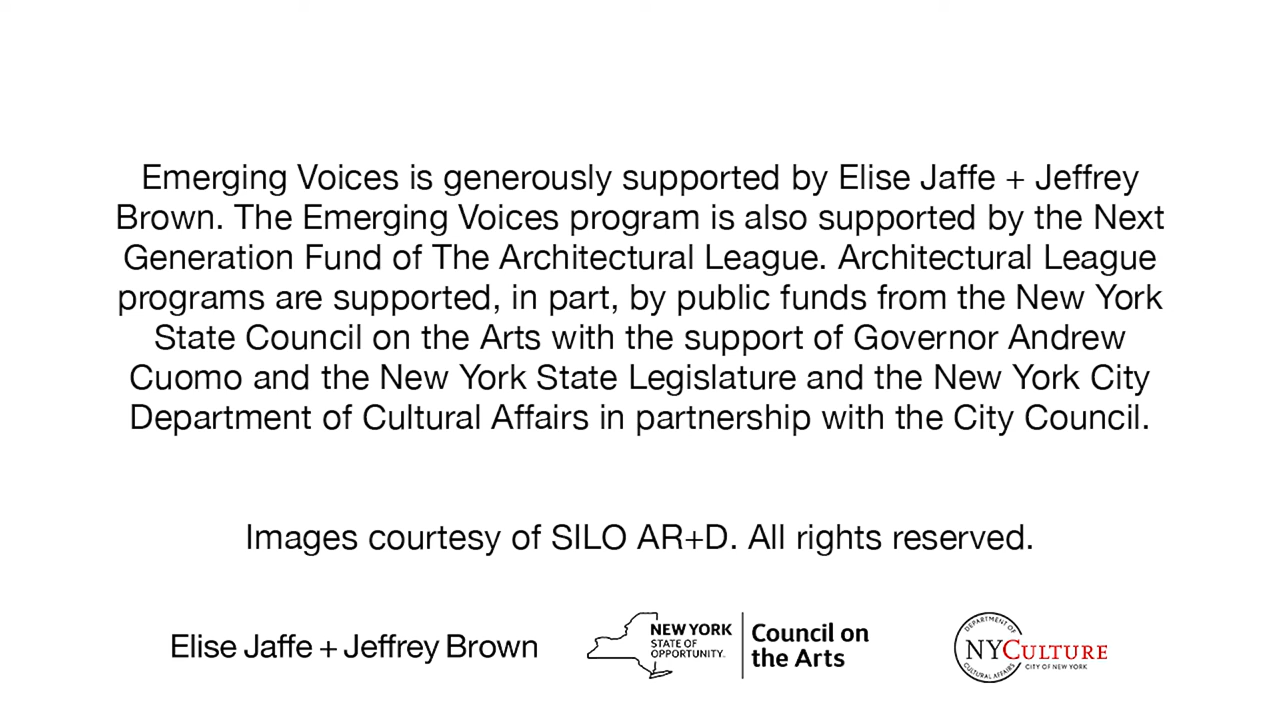 Emerging Voices is generously supported by Elise Jaffe + Jeffrey
Brown. The Emerging Voices program is also supported by the Next
Generation Fund of The Architectural League. Architectural League
programs are supported, in part, by public funds from the New York
State Council on the Arts with the support of Governor Andrew
Cuomo and the New York State Legislature and the New York City
Department of Cultural Affairs in partnership with the City Council.
Images courtesy of SILO AR+D. All rights reserved.
Elise Jaffe + Jeffrey Brown
NEW YORK
STATE OF
OPPORTUNITY.
Council on
the Arts
DEPARTMENT OF
NYCULTURE
CULTURAL AFFAIRS
CITY OF NEW YORK